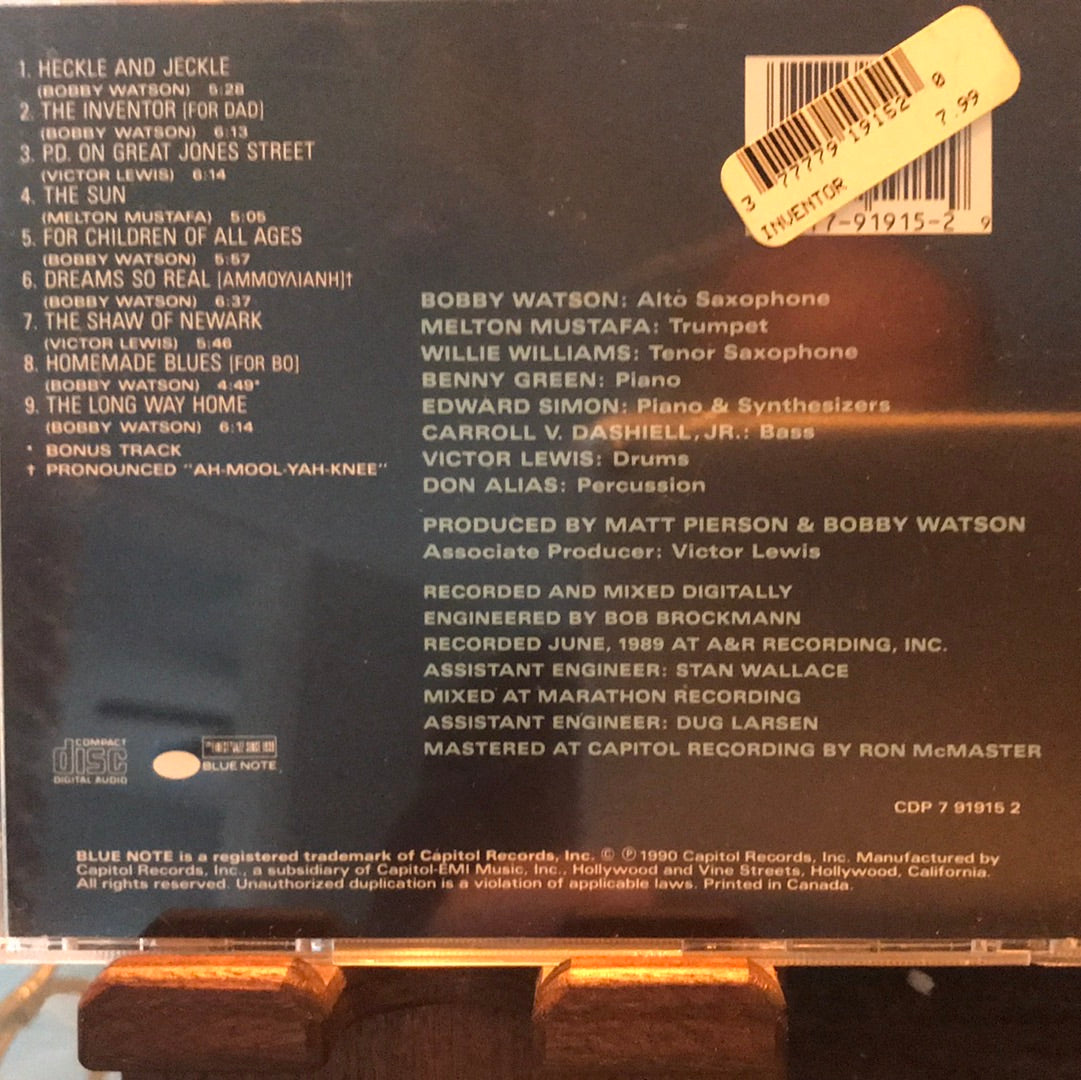 1. HECKLE AND JECKLE
(BOBBY WATSON) 5:28
2. THE INVENTOR [FOR DAD]
(BOBBY WATSON) 6:13
3. P.D. ON GREAT JONES STREET
(VICTOR LEWIS) 6:14
4. THE SUN
(MELTON MUSTAFA) 5:05
5. FOR CHILDREN OF ALL AGES
(BOBBY WATSON) 5:57
6. DREAMS SO REAL [ΑΜΜΟΥΛΙΑΝΗ]†
(BOBBY WATSON) 6:37
7. THE SHAW OF NEWARK
(VICTOR LEWIS) 5:46
8. HOMEMADE BLUES [FOR BO]
(BOBBY WATSON) 4:49*
9. THE LONG WAY HOME
(BOBBY WATSON) 6:14
* BONUS TRACK
† PRONOUNCED "AH-MOOL-YAH-KNEE"
3 77779 19152 0
7.99
INVENTOR
7-91915-2 9
BOBBY WATSON: Alto Saxophone
MELTON MUSTAFA: Trumpet
WILLIE WILLIAMS: Tenor Saxophone
BENNY GREEN: Piano
EDWARD SIMON: Piano & Synthesizers
CARROLL V. DASHIELL, JR.: Bass
VICTOR LEWIS: Drums
DON ALIAS: Percussion
PRODUCED BY MATT PIERSON & BOBBY WATSON
Associate Producer: Victor Lewis
RECORDED AND MIXED DIGITALLY
ENGINEERED BY BOB BROCKMANN
RECORDED JUNE, 1989 AT A&R RECORDING, INC.
ASSISTANT ENGINEER: STAN WALLACE
MIXED AT MARATHON RECORDING
ASSISTANT ENGINEER: DUG LARSEN
MASTERED AT CAPITOL RECORDING BY RON McMASTER
COMPACT
disc
DIGITAL AUDIO
THE FINEST IN JAZZ SINCE 1939
BLUE NOTE
CDP 7 91915 2
BLUE NOTE is a registered trademark of Capitol Records, Inc. © ℗ 1990 Capitol Records, Inc. Manufactured by
Capitol Records, Inc., a subsidiary of Capitol-EMI Music, Inc., Hollywood and Vine Streets, Hollywood, California.
All rights reserved. Unauthorized duplication is a violation of applicable laws. Printed in Canada.